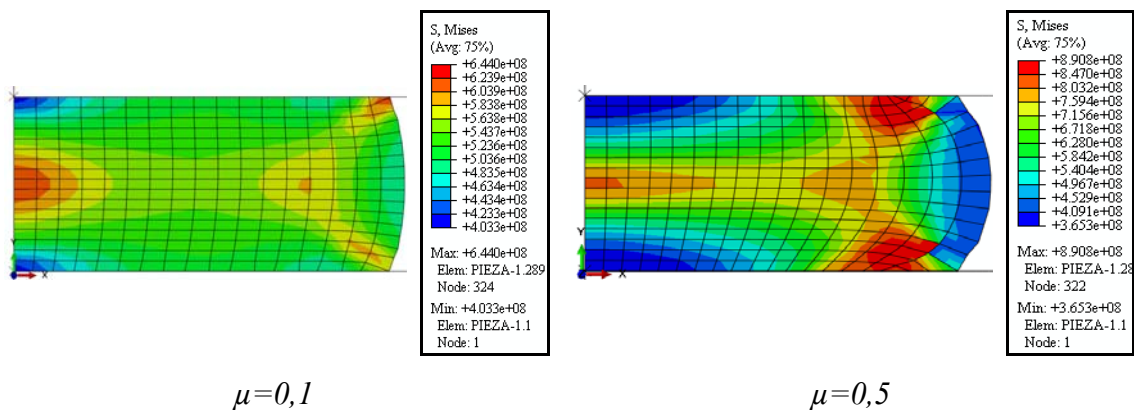 S, Mises
(Avg: 75%)
+6.440e+08
+6.239e+08
+6.039e+08
+5.838e+08
+5.638e+08
+5.437e+08
+5.236e+08
+5.036e+08
+4.835e+08
+4.634e+08
+4.434e+08
+4.233e+08
+4.033e+08
Max: +6.440e+08
Elem: PIEZA-1.289
Node: 324
Min: +4.033e+08
Elem: PIEZA-1.1
Node: 1
Y
X
S, Mises
(Avg: 75%)
+8.908e+08
+8.470e+08
+8.032e+08
+7.594e+08
+7.156e+08
+6.718e+08
+6.280e+08
+5.842e+08
+5.404e+08
+4.967e+08
+4.529e+08
+4.091e+08
+3.653e+08
Max: +8.908e+08
Elem: PIEZA-1.28
Node: 322
Min: +3.653e+08
Elem: PIEZA-1.1
Node: 1
Y
X
μ=0,1
μ=0,5